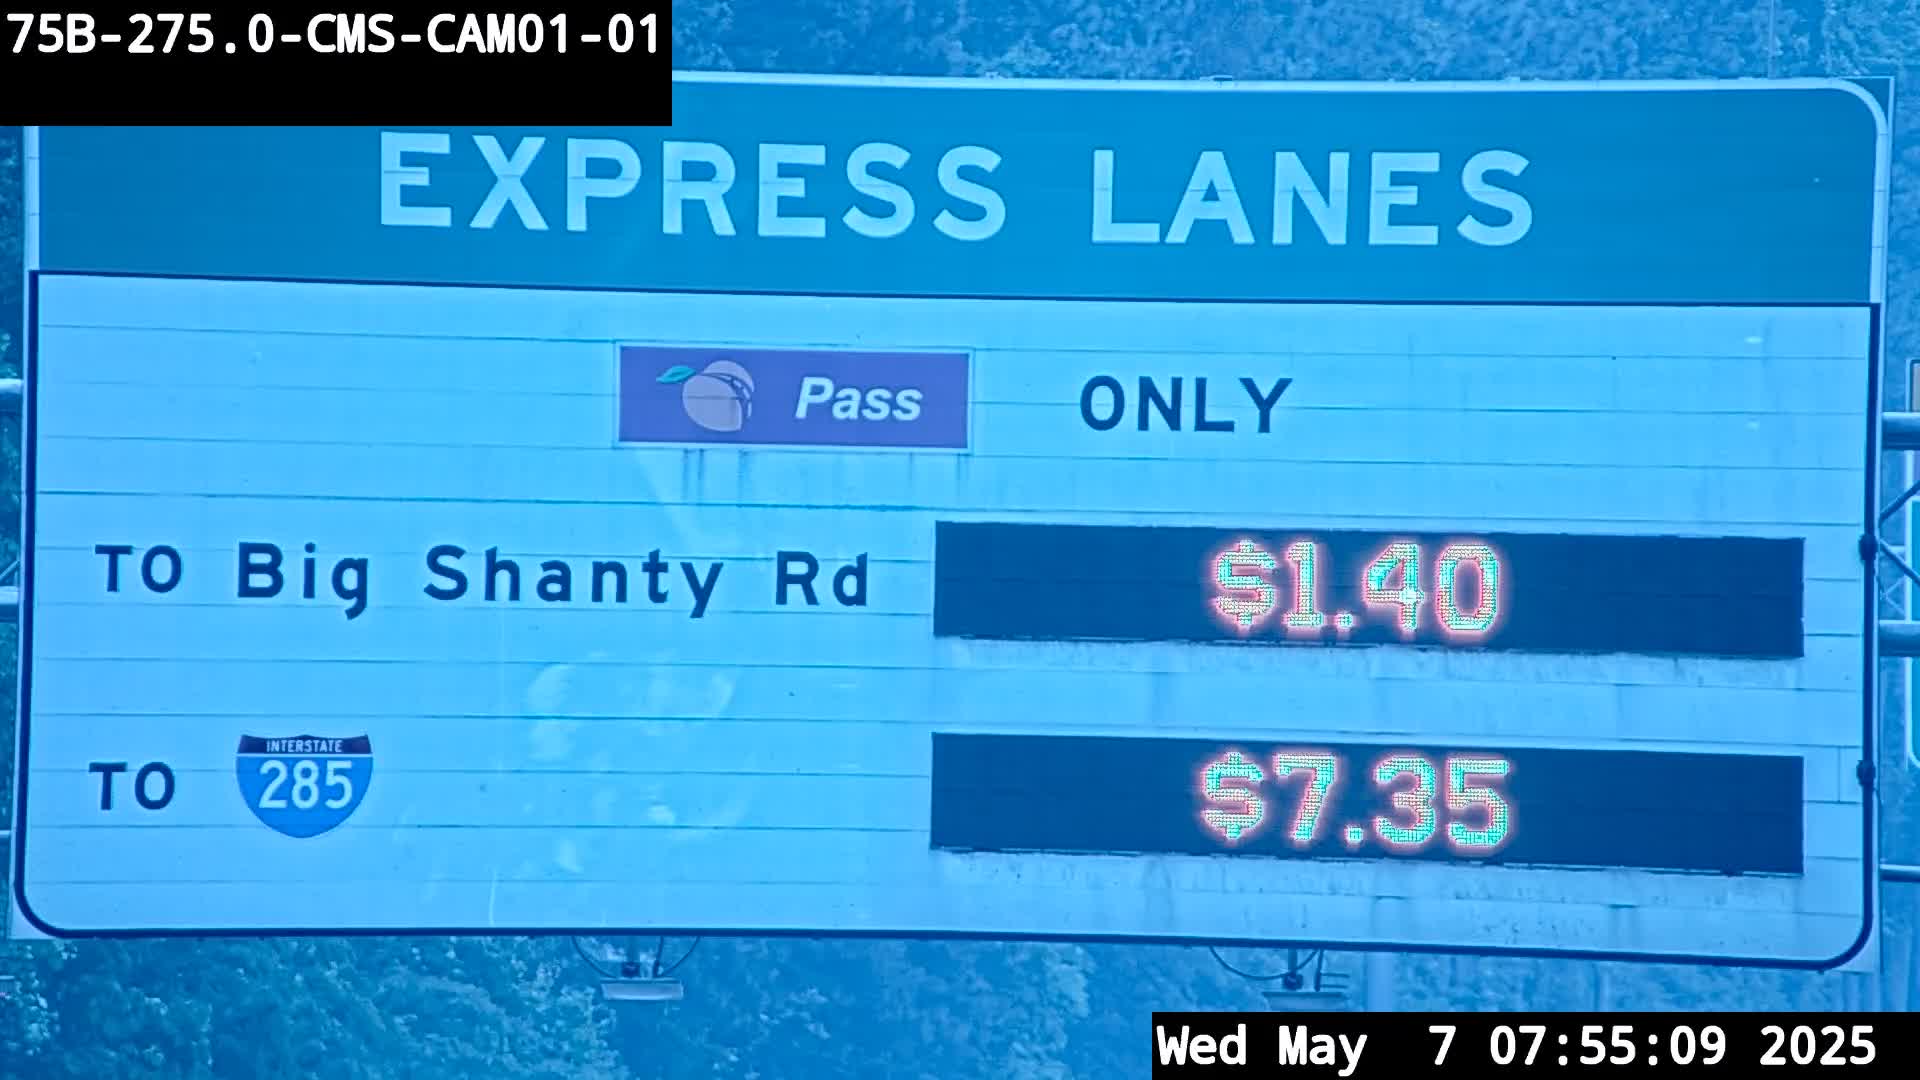 75B-275.0-CMS-CAM01-01
EXPRESS LANES
Pass ONLY
TO Big Shanty Rd $1.40
TO INTERSTATE 285 $7.35
Wed May 7 07:55:09 2025